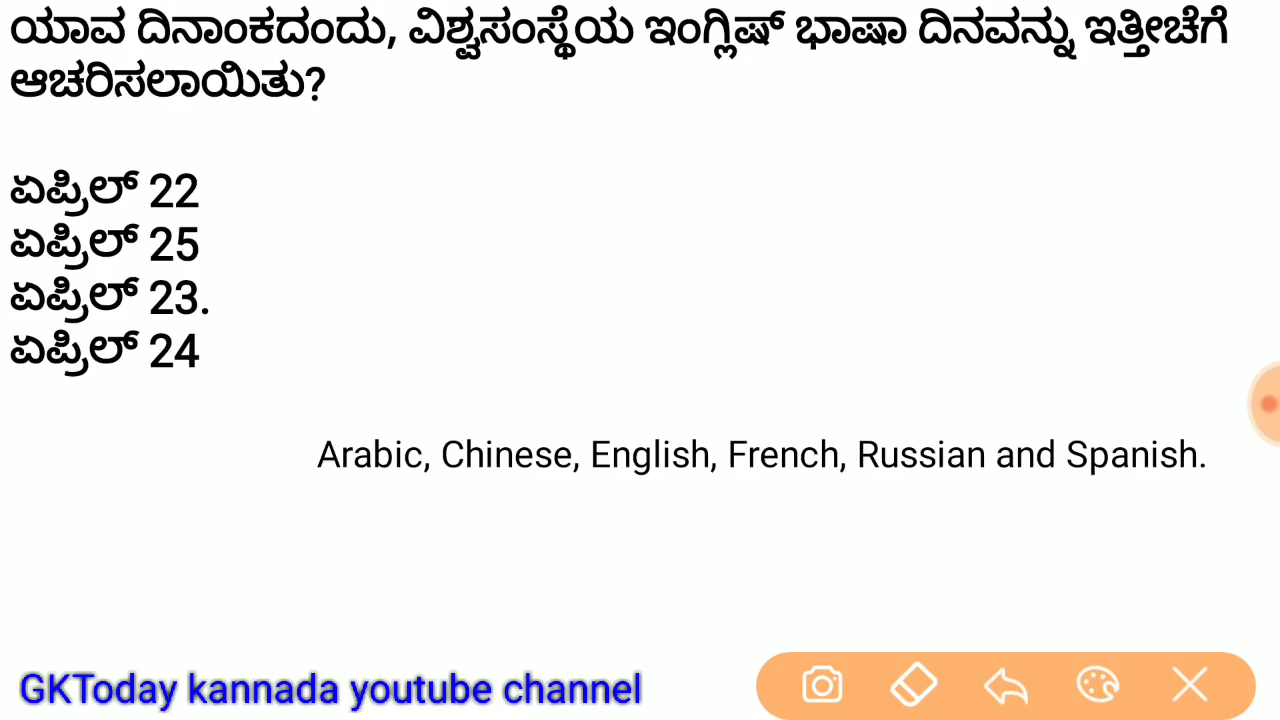 ಯಾವ ದಿನಾಂಕದಂದು, ವಿಶ್ವಸಂಸ್ಥೆಯ ಇಂಗ್ಲಿಷ್ ಭಾಷಾ ದಿನವನ್ನು ಇತ್ತೀಚೆಗೆ
ಆಚರಿಸಲಾಯಿತು?
ಏಪ್ರಿಲ್ 22
ಏಪ್ರಿಲ್ 25
ಏಪ್ರಿಲ್ 23.
ಏಪ್ರಿಲ್ 24
Arabic, Chinese, English, French, Russian and Spanish.
GKToday kannada youtube channel